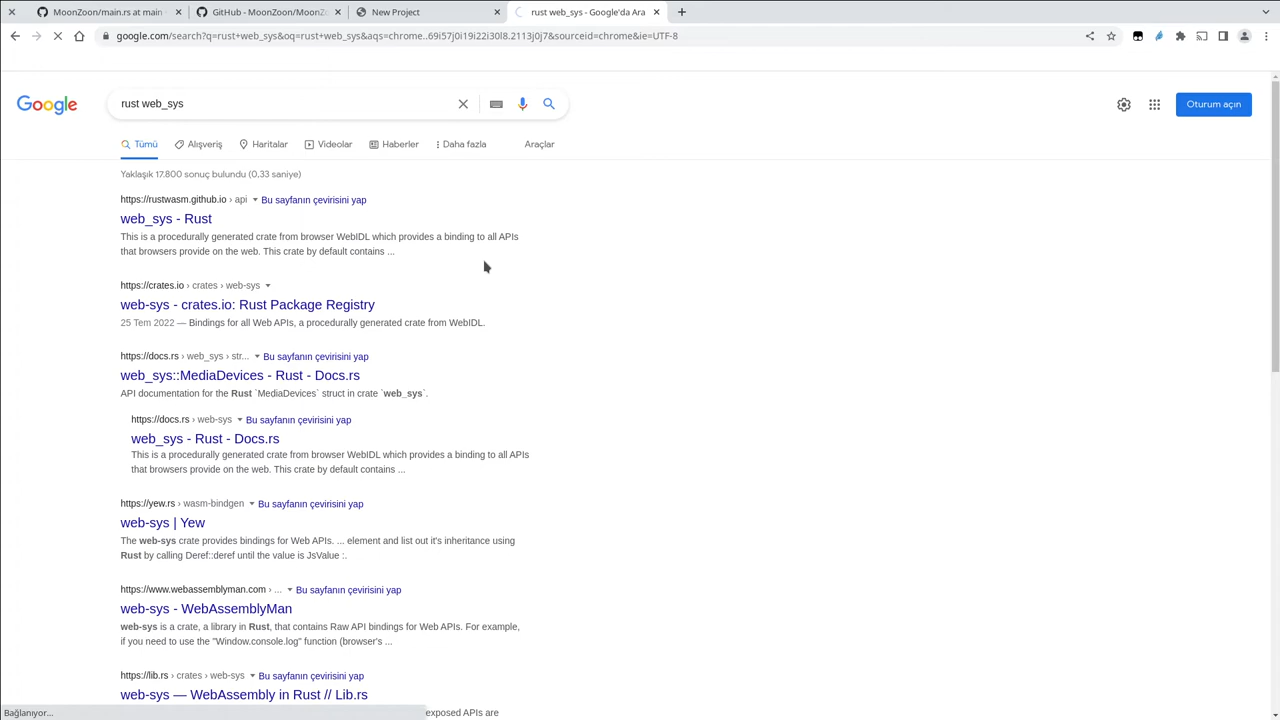 MoonZoon/main.rs at main
GitHub - MoonZoon/MoonZ
New Project
rust web_sys - Google'da Ara
google.com/search?q=rust+web_sys&oq=rust+web_sys&aqs=chrome..69i57j0i19i22i30l8.2113j0j7&sourceid=chrome&ie=UTF-8
Google
rust web_sys
Oturum açın
Tümü
Alışveriş
Haritalar
Videolar
Haberler
Daha fazla
Araçlar
Yaklaşık 17.800 sonuç bulundu (0,33 saniye)
https://rustwasm.github.io › api Bu sayfanın çevirisini yap
web_sys - Rust
This is a procedurally generated crate from browser WebIDL which provides a binding to all APIs
that browsers provide on the web. This crate by default contains ...
https://crates.io › crates › web-sys
web-sys - crates.io: Rust Package Registry
25 Tem 2022 — Bindings for all Web APIs, a procedurally generated crate from WebIDL.
https://docs.rs › web_sys › str... Bu sayfanın çevirisini yap
web_sys::MediaDevices - Rust - Docs.rs
API documentation for the Rust `MediaDevices` struct in crate `web_sys`.
https://docs.rs › web-sys Bu sayfanın çevirisini yap
web_sys - Rust - Docs.rs
This is a procedurally generated crate from browser WebIDL which provides a binding to all APIs
that browsers provide on the web. This crate by default contains ...
https://yew.rs › wasm-bindgen Bu sayfanın çevirisini yap
web-sys | Yew
The web-sys crate provides bindings for Web APIs. ... element and list out it's inheritance using
Rust by calling Deref::deref until the value is JsValue :.
https://www.webassemblyman.com › ... Bu sayfanın çevirisini yap
web-sys - WebAssemblyMan
web-sys is a crate, a library in Rust, that contains Raw API bindings for Web APIs. For example,
if you need to use the "Window.console.log" function (browser's ...
https://lib.rs › crates › web-sys Bu sayfanın çevirisini yap
web-sys — WebAssembly in Rust // Lib.rs
Bağlanıyor...
exposed APIs are